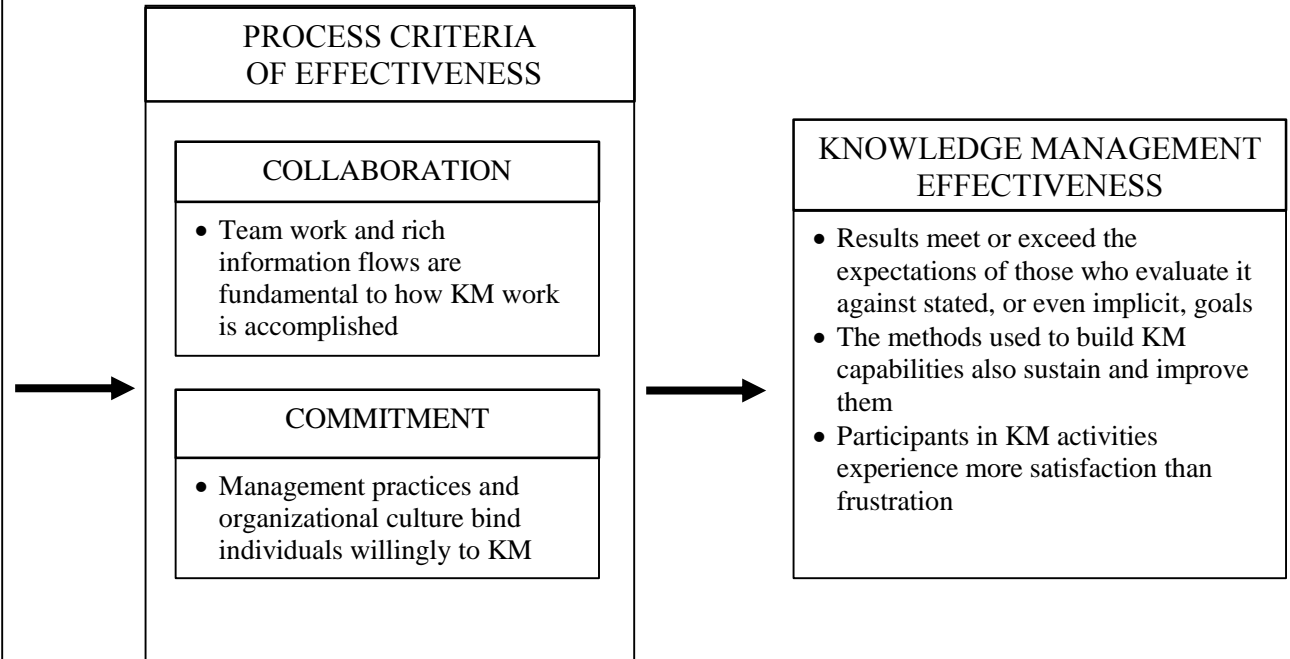 PROCESS CRITERIA
OF EFFECTIVENESS
COLLABORATION
• Team work and rich
information flows are
fundamental to how KM work
is accomplished
COMMITMENT
• Management practices and
organizational culture bind
individuals willingly to KM
KNOWLEDGE MANAGEMENT
EFFECTIVENESS
• Results meet or exceed the
expectations of those who evaluate it
against stated, or even implicit, goals
• The methods used to build KM
capabilities also sustain and improve
them
• Participants in KM activities
experience more satisfaction than
frustration